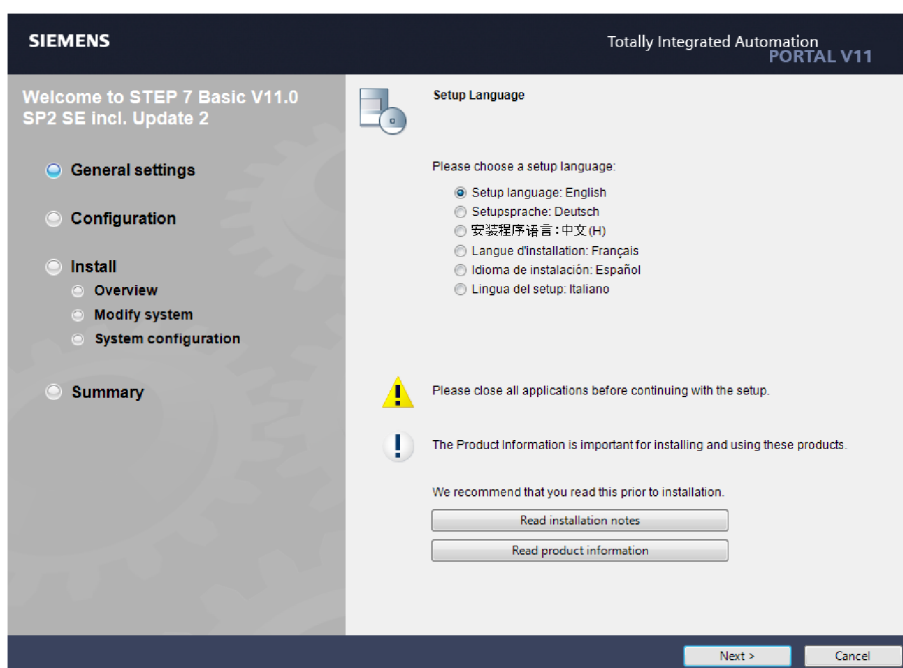 SIEMENS
Totally Integrated Automation
PORTAL V11
Welcome to STEP 7 Basic V11.0
SP2 SE incl. Update 2
General settings
Configuration
Install
Overview
Modify system
System configuration
Summary
Setup Language
Please choose a setup language:
Setup language: English
Setupsprache: Deutsch
安装程序语言：中文(H)
Langue d'installation: Français
Idioma de instalación: Español
Lingua del setup: Italiano
Please close all applications before continuing with the setup.
The Product Information is important for installing and using these products.
We recommend that you read this prior to installation.
Read installation notes
Read product information
Next >
Cancel